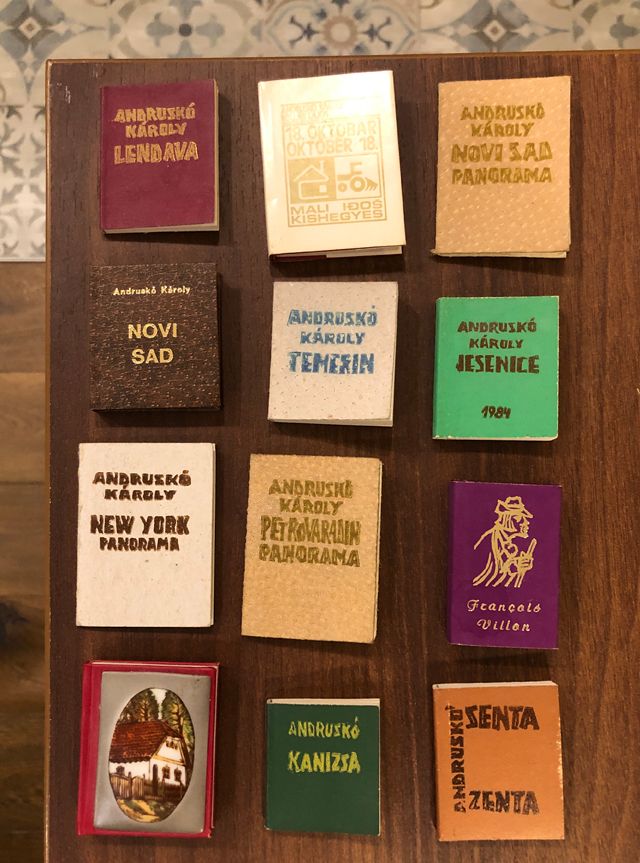 ANDRUSKÓ
KÁROLY
LENDAVA
18. OKTOBAR
OKTÓBER 18.
MALI IĐOŠ
KISHEGYES
ANDRUSKÓ
KÁROLY
NOVI SAD
PANORAMA
Andruskó Károly
NOVI
SAD
ANDRUSKÓ
KÁROLY
TEMERIN
ANDRUSKÓ
KÁROLY
JESENICE
1984
ANDRUSKÓ
KÁROLY
NEW YORK
PANORAMA
ANDRUSKÓ
KÁROLY
PETROVARADIN
PANORAMA
François
Villon
ANDRUSKÓ
KANIZSA
ANDRUSKÓ
SENTA
ZENTA